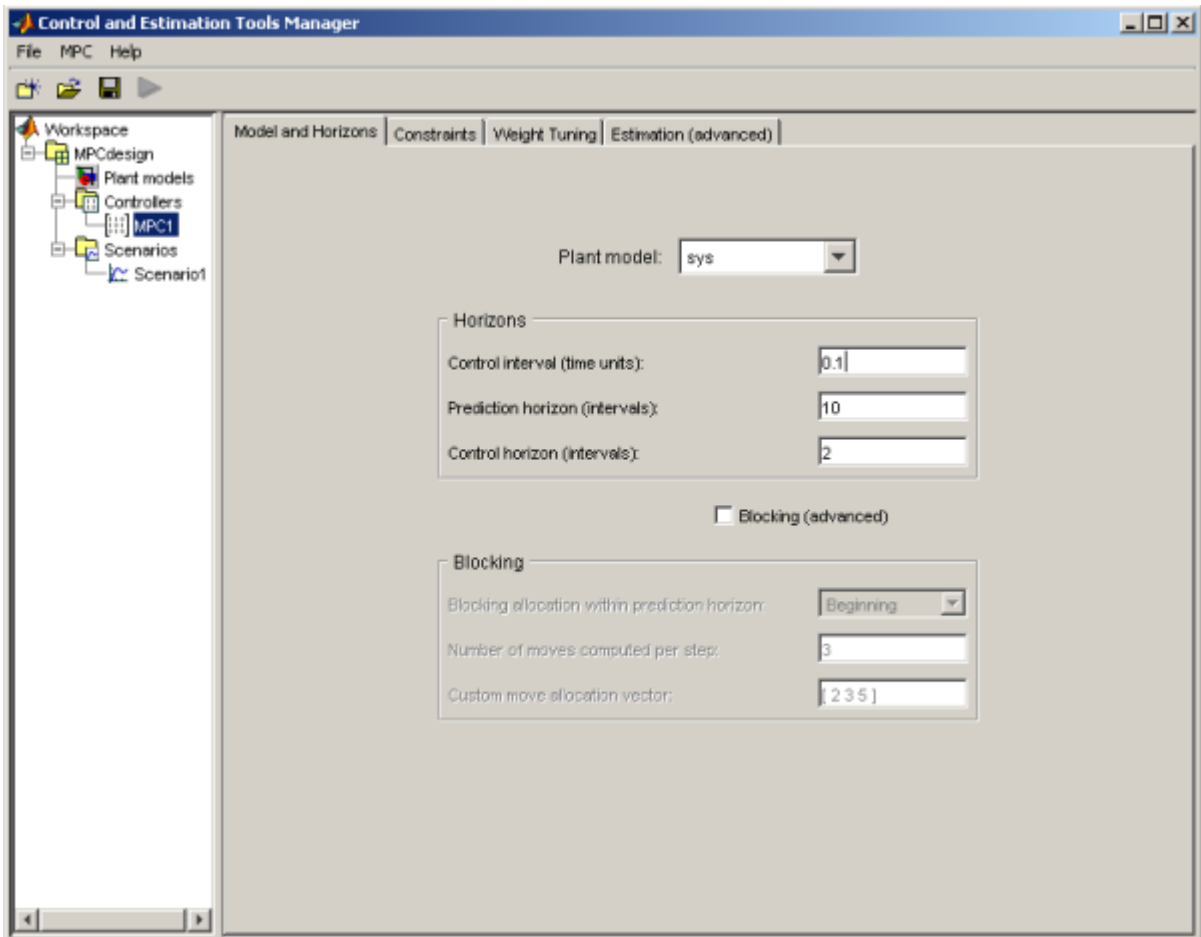 Control and Estimation Tools Manager
File MPC Help
Workspace
MPCdesign
Plant models
Controllers
MPC1
Scenarios
Scenario1
Model and Horizons Constraints Weight Tuning Estimation (advanced)
Plant model: sys
Horizons
Control interval (time units): 0.1
Prediction horizon (intervals): 10
Control horizon (intervals): 2
Blocking (advanced)
Blocking
Blocking allocation within prediction horizon: Beginning
Number of moves computed per step: 3
Custom move allocation vector: [ 2 3 5 ]